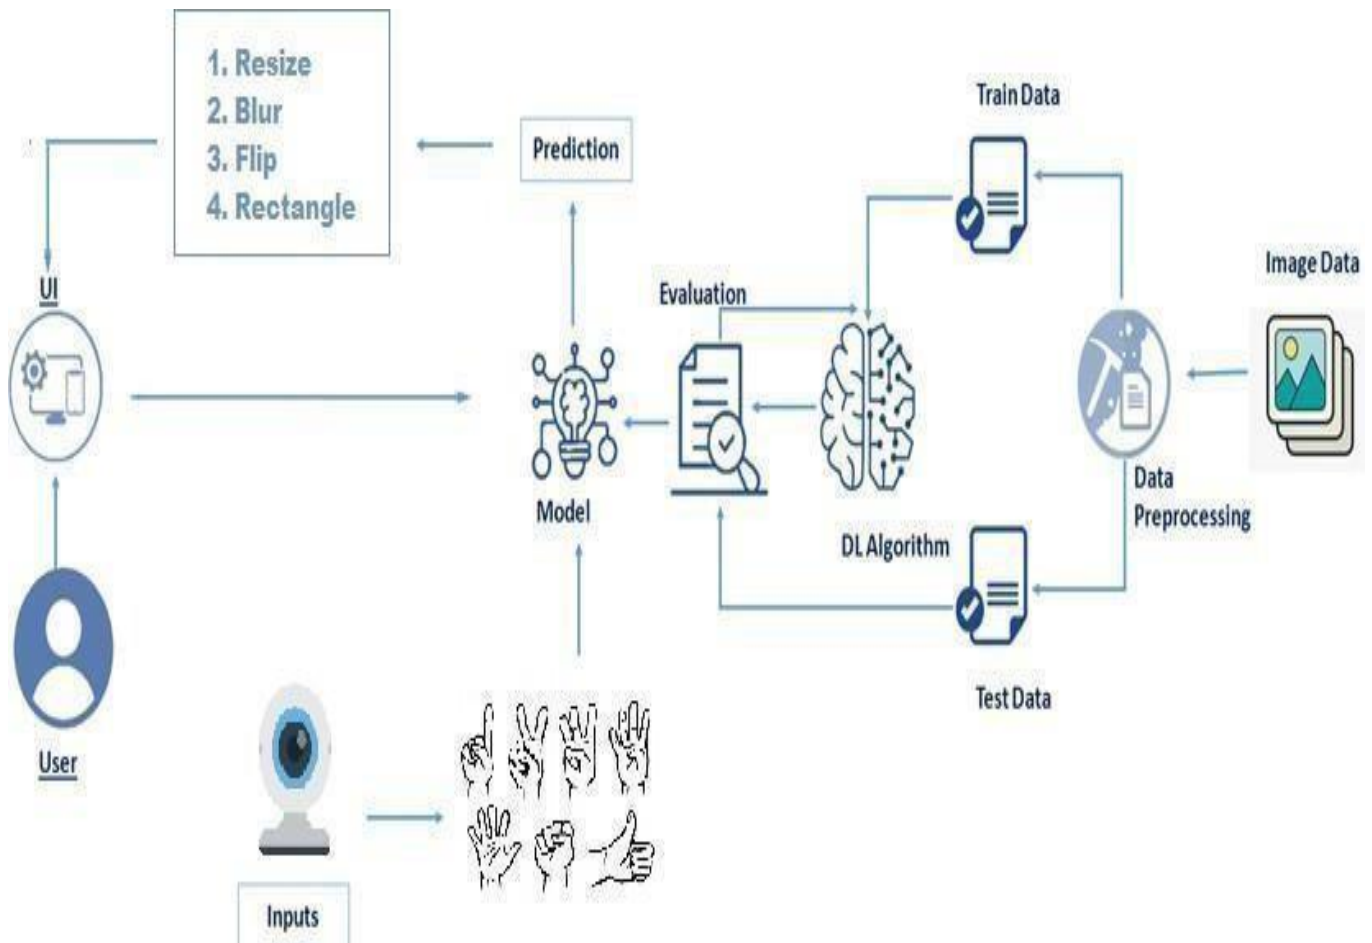 1. Resize
2. Blur
3. Flip
4. Rectangle
Prediction
Train Data
Image Data
UI
Evaluation
Model
DL Algorithm
Data
Preprocessing
Test Data
User
Inputs